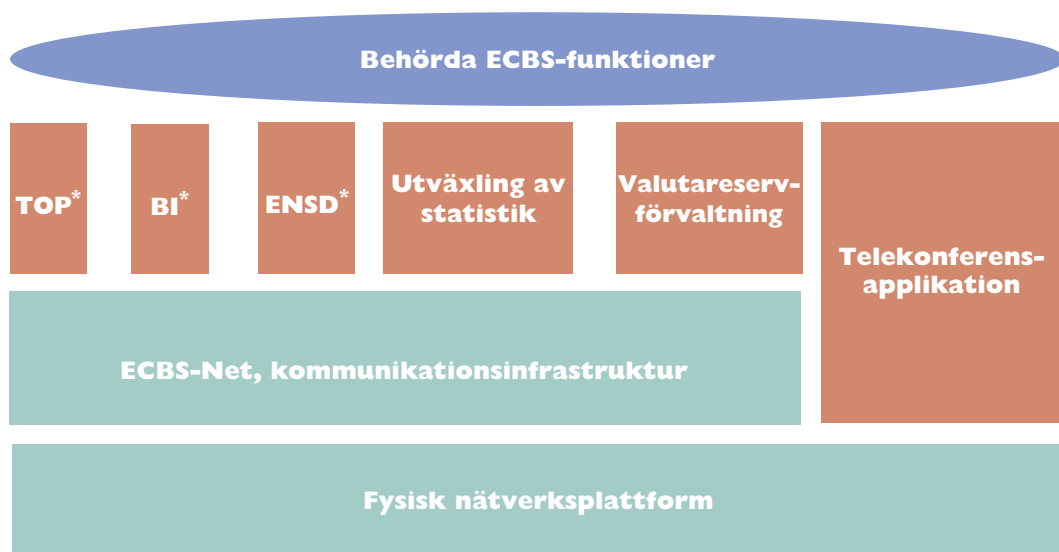 Behörda ECBS-funktioner
TOP*
BI*
ENSD*
Utväxling av
statistik
Valutareserv-
förvaltning
Telekonferens-
applikation
ECBS-Net, kommunikationsinfrastruktur
Fysisk nätverksplattform